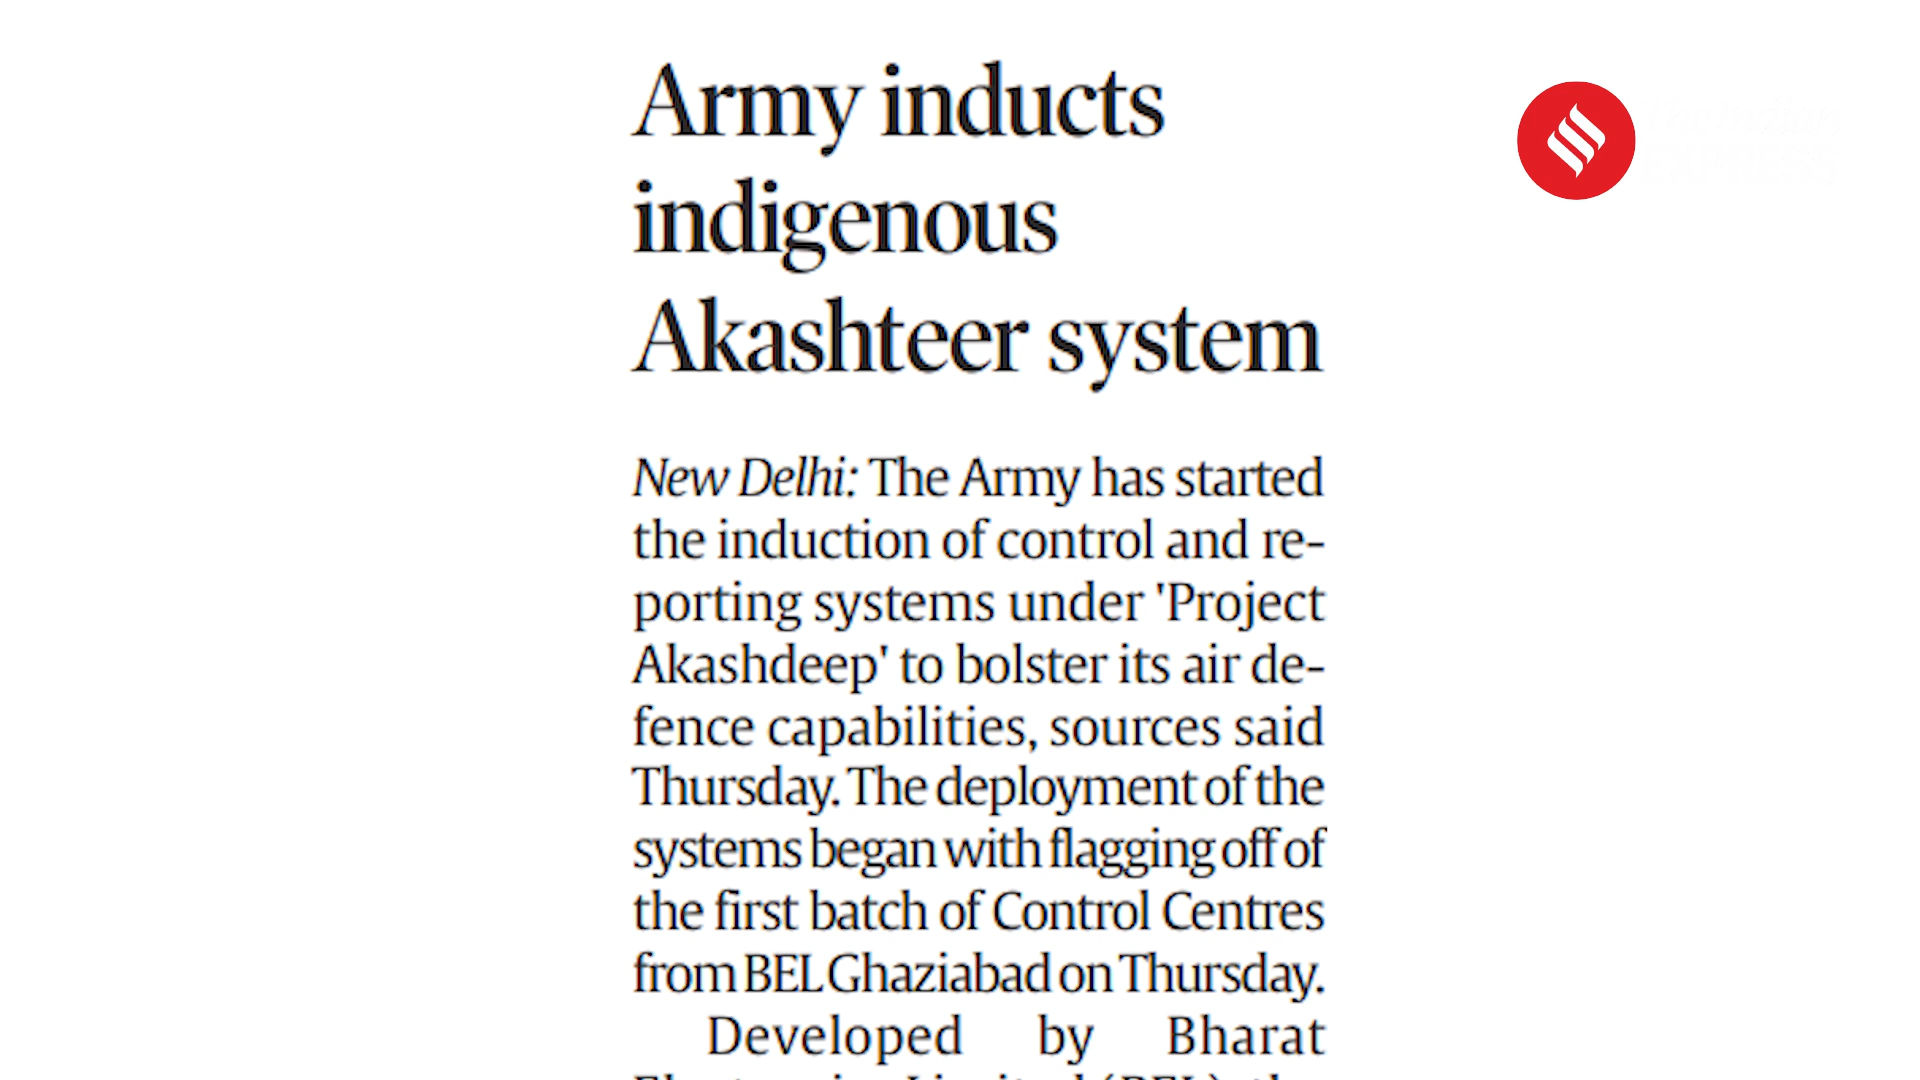 Army inducts
indigenous
Akashteer system
New Delhi: The Army has started
the induction of control and re-
porting systems under 'Project
Akashdeep' to bolster its air de-
fence capabilities, sources said
Thursday. The deployment of the
systems began with flagging off of
the first batch of Control Centres
from BEL Ghaziabad on Thursday.
Developed by Bharat